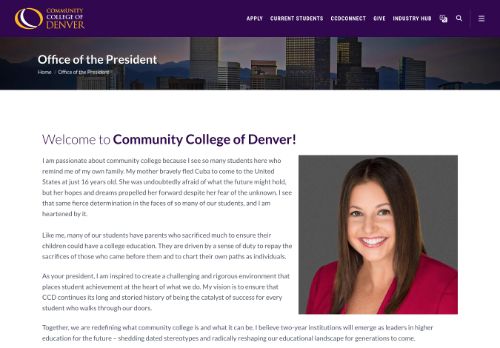 COMMUNITY
COLLEGE OF
DENVER
APPLY CURRENT STUDENTS CCDCONNECT GIVE INDUSTRY HUB
Office of the President
Home / Office of the President
Welcome to Community College of Denver!
I am passionate about community college because I see so many students here who
remind me of my own family. My mother bravely fled Cuba to come to the United
States at just 16 years old. She was undoubtedly afraid of what the future might hold,
but her hopes and dreams propelled her forward despite her fear of the unknown. I see
that same fierce determination in the faces of so many of our students, and I am
heartened by it.
Like me, many of our students have parents who sacrificed much to ensure their
children could have a college education. They are driven by a sense of duty to repay the
sacrifices of those who came before them and to chart their own paths as individuals.
As your president, I am inspired to create a challenging and rigorous environment that
places student achievement at the heart of what we do. My vision is to ensure that
CCD continues its long and storied history of being the catalyst of success for every
student who walks through our doors.
Together, we are redefining what community college is and what it can be. I believe two-year institutions will emerge as leaders in higher
education for the future – shedding dated stereotypes and radically reshaping our educational landscape for generations to come.